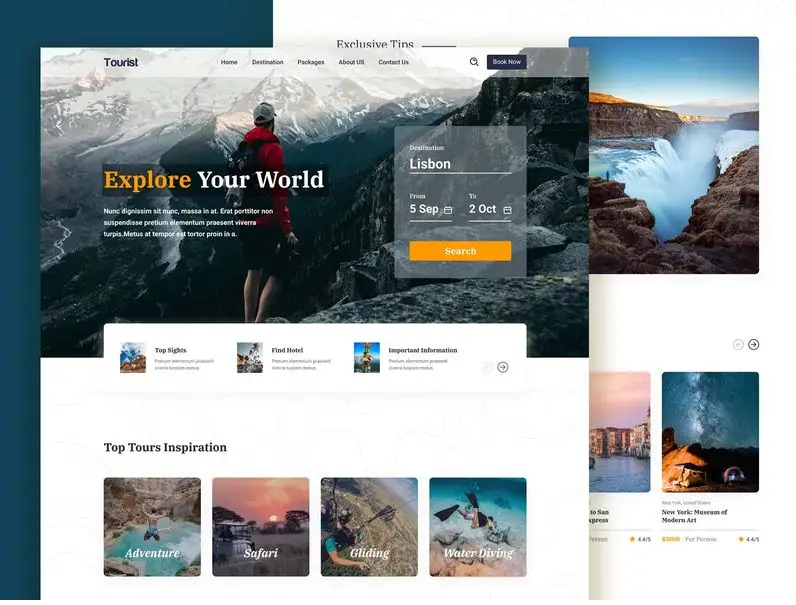 Exclusive Tips
Tourist
Home
Destination
Packages
About US
Contact Us
Book Now
Explore Your World
Nunc dignissim sit nunc, massa in at. Erat porttitor non
suspendisse pretium elementum praesent viverra
turpis.Metus at tempor est tortor proin in a.
Destination
Lisbon
From
To
5 Sep
2 Oct
Search
Top Sights
Pretium elementum praesent
viverra turpism metus.
Find Hotel
Pretium elementum praesent
viverra turpism metus.
Important Information
Pretium elementum praesent
viverra turpism metus.
Top Tours Inspiration
Adventure
Safari
Gliding
Water Diving
to San
xpress
Person
4.4/5
New York, United States
New York: Museum of
Modern Art
$3000 / Per Person
4.4/5